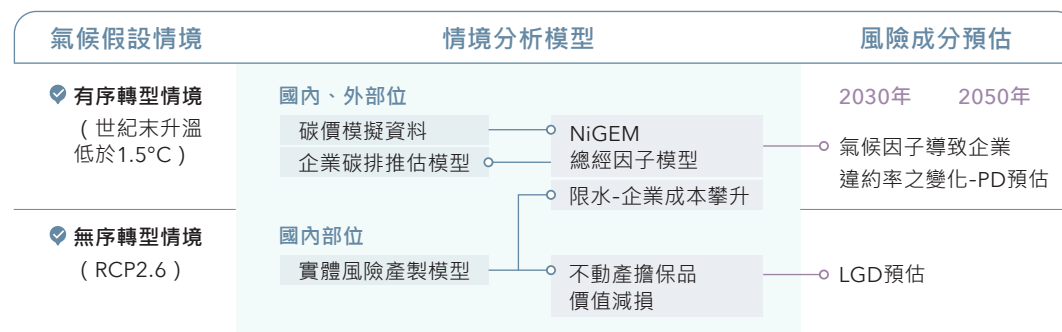 氣候假設情境
情境分析模型
風險成分預估
有序轉型情境
（世紀末升溫
低於1.5°C）
國內、外部位
碳價模擬資料
企業碳排推估模型
NiGEM
總經因子模型
限水-企業成本攀升
2030年
2050年
氣候因子導致企業
違約率之變化-PD預估
無序轉型情境
（RCP2.6）
國內部位
實體風險產製模型
不動產擔保品
價值減損
LGD預估